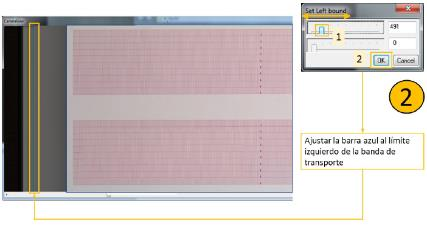 Set Left bound
1
491
0
2
OK
Cancel
2
Ajustar la barra azul al límite
izquierdo de la banda de
transporte